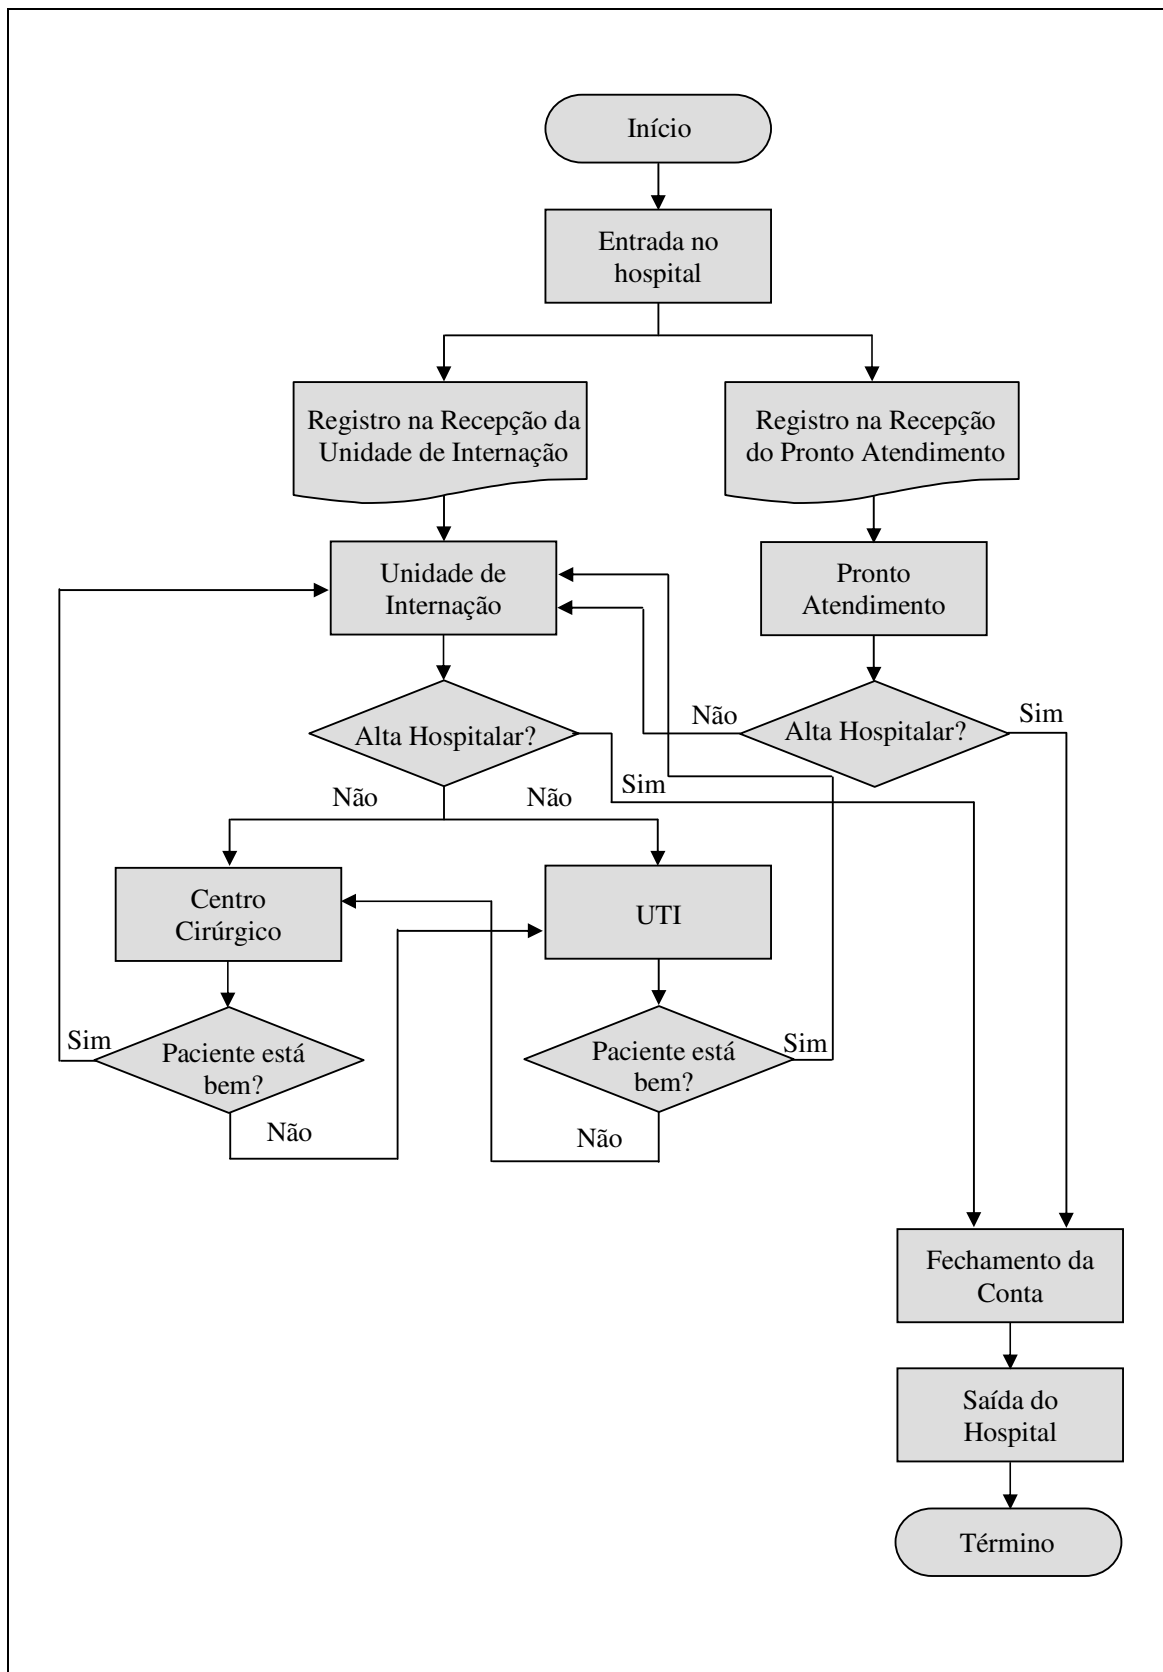 Início
Entrada no
hospital
Registro na Recepção da
Unidade de Internação
Registro na Recepção
do Pronto Atendimento
Unidade de
Internação
Pronto
Atendimento
Alta Hospitalar?
Não
Alta Hospitalar?
Sim
Sim
Não
Não
Centro
Cirúrgico
UTI
Sim
Paciente está
bem?
Paciente está
bem?
Sim
Não
Não
Fechamento da
Conta
Saída do
Hospital
Término